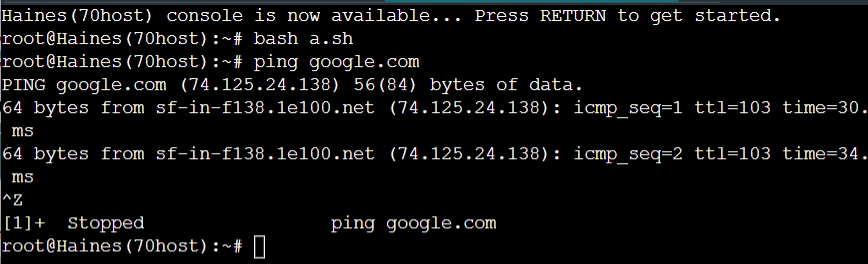 Haines(70host) console is now available... Press RETURN to get started.
root@Haines(70host):~# bash a.sh
root@Haines(70host):~# ping google.com
PING google.com (74.125.24.138) 56(84) bytes of data.
64 bytes from sf-in-f138.1e100.net (74.125.24.138): icmp_seq=1 ttl=103 time=30.
 ms
64 bytes from sf-in-f138.1e100.net (74.125.24.138): icmp_seq=2 ttl=103 time=34.
 ms
^Z
[1]+  Stopped                 ping google.com
root@Haines(70host):~#